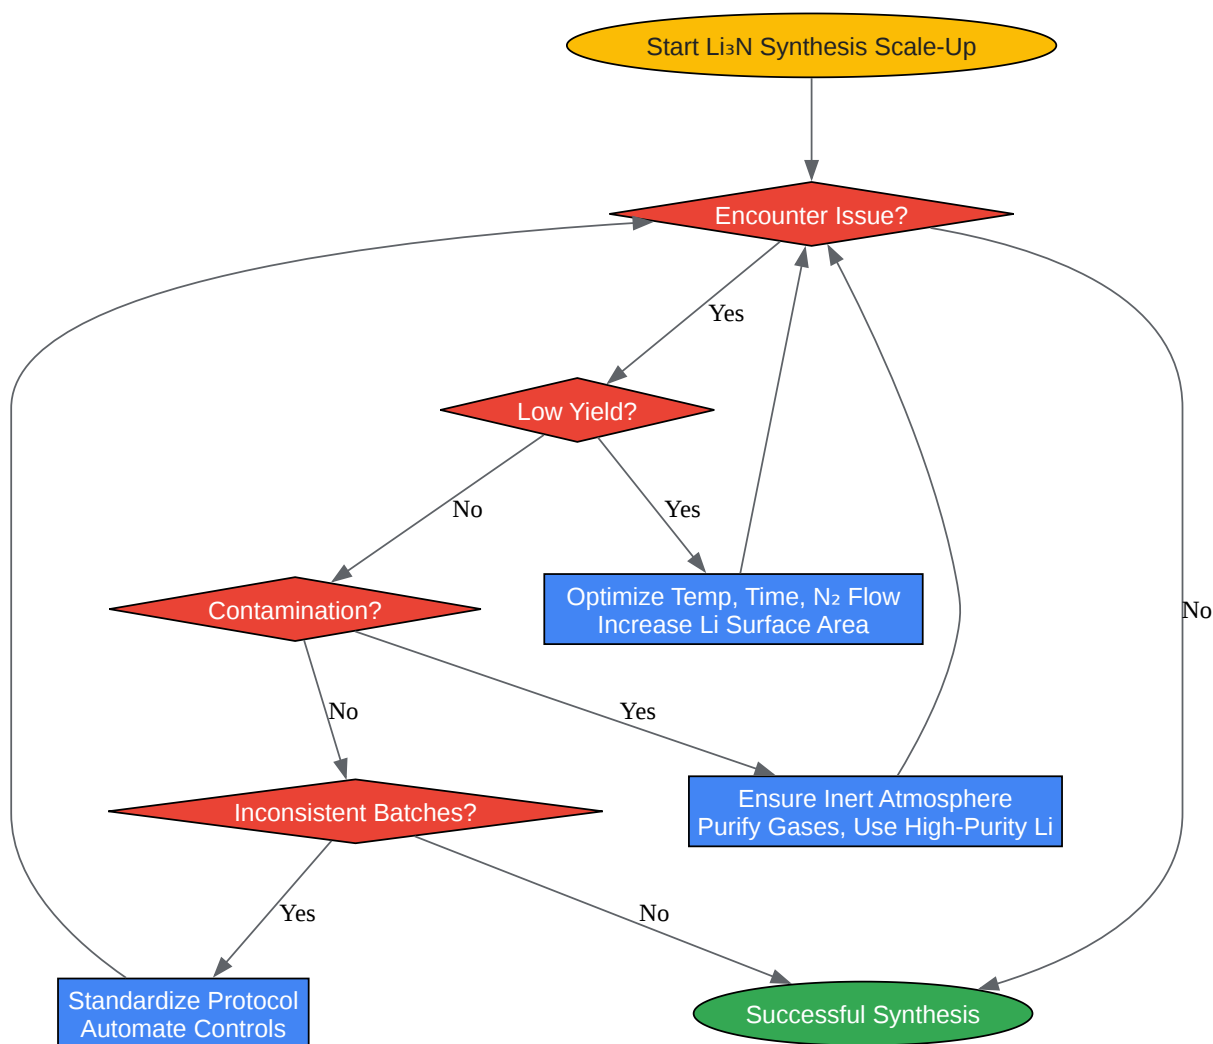 Start Li₃N Synthesis Scale-Up
Encounter Issue?
Yes
Low Yield?
No
Yes
Optimize Temp, Time, N₂ Flow
Increase Li Surface Area
Contamination?
No
No
Yes
Ensure Inert Atmosphere
Purify Gases, Use High-Purity Li
Inconsistent Batches?
Yes
No
Standardize Protocol
Automate Controls
Successful Synthesis